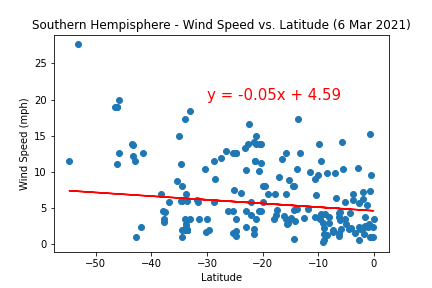 Southern Hempisphere - Wind Speed vs. Latitude (6 Mar 2021)
y = -0.05x + 4.59
Wind Speed (mph)
25
20
15
10
5
0
−50 −40 −30 −20 −10 0
Latitude